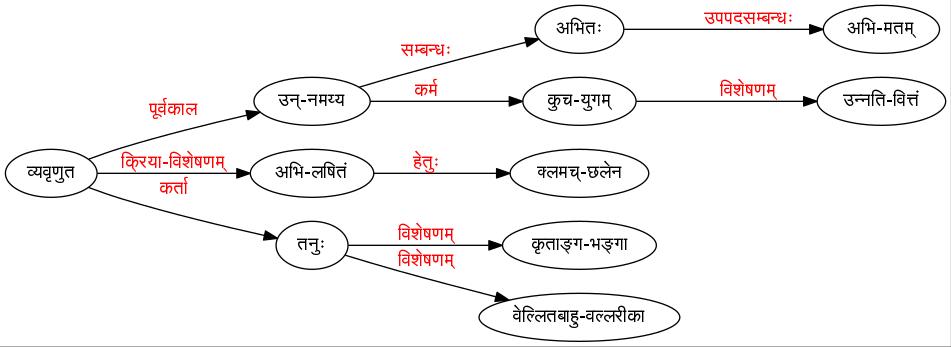 अभितः
उपपदसम्बन्धः
अभि-मतम्
सम्बन्धः
पूर्वकाल
उन्-नमय्य
कर्म
कुच-युगम्
विशेषणम्
उन्नति-वित्तं
व्यवृणुत
क्रिया-विशेषणम्
अभि-लषितं
हेतुः
क्लमच्-छलेन
कर्ता
तनुः
विशेषणम्
कृताङ्ग-भङ्गा
विशेषणम्
वेल्लितबाहु-वल्लरीका